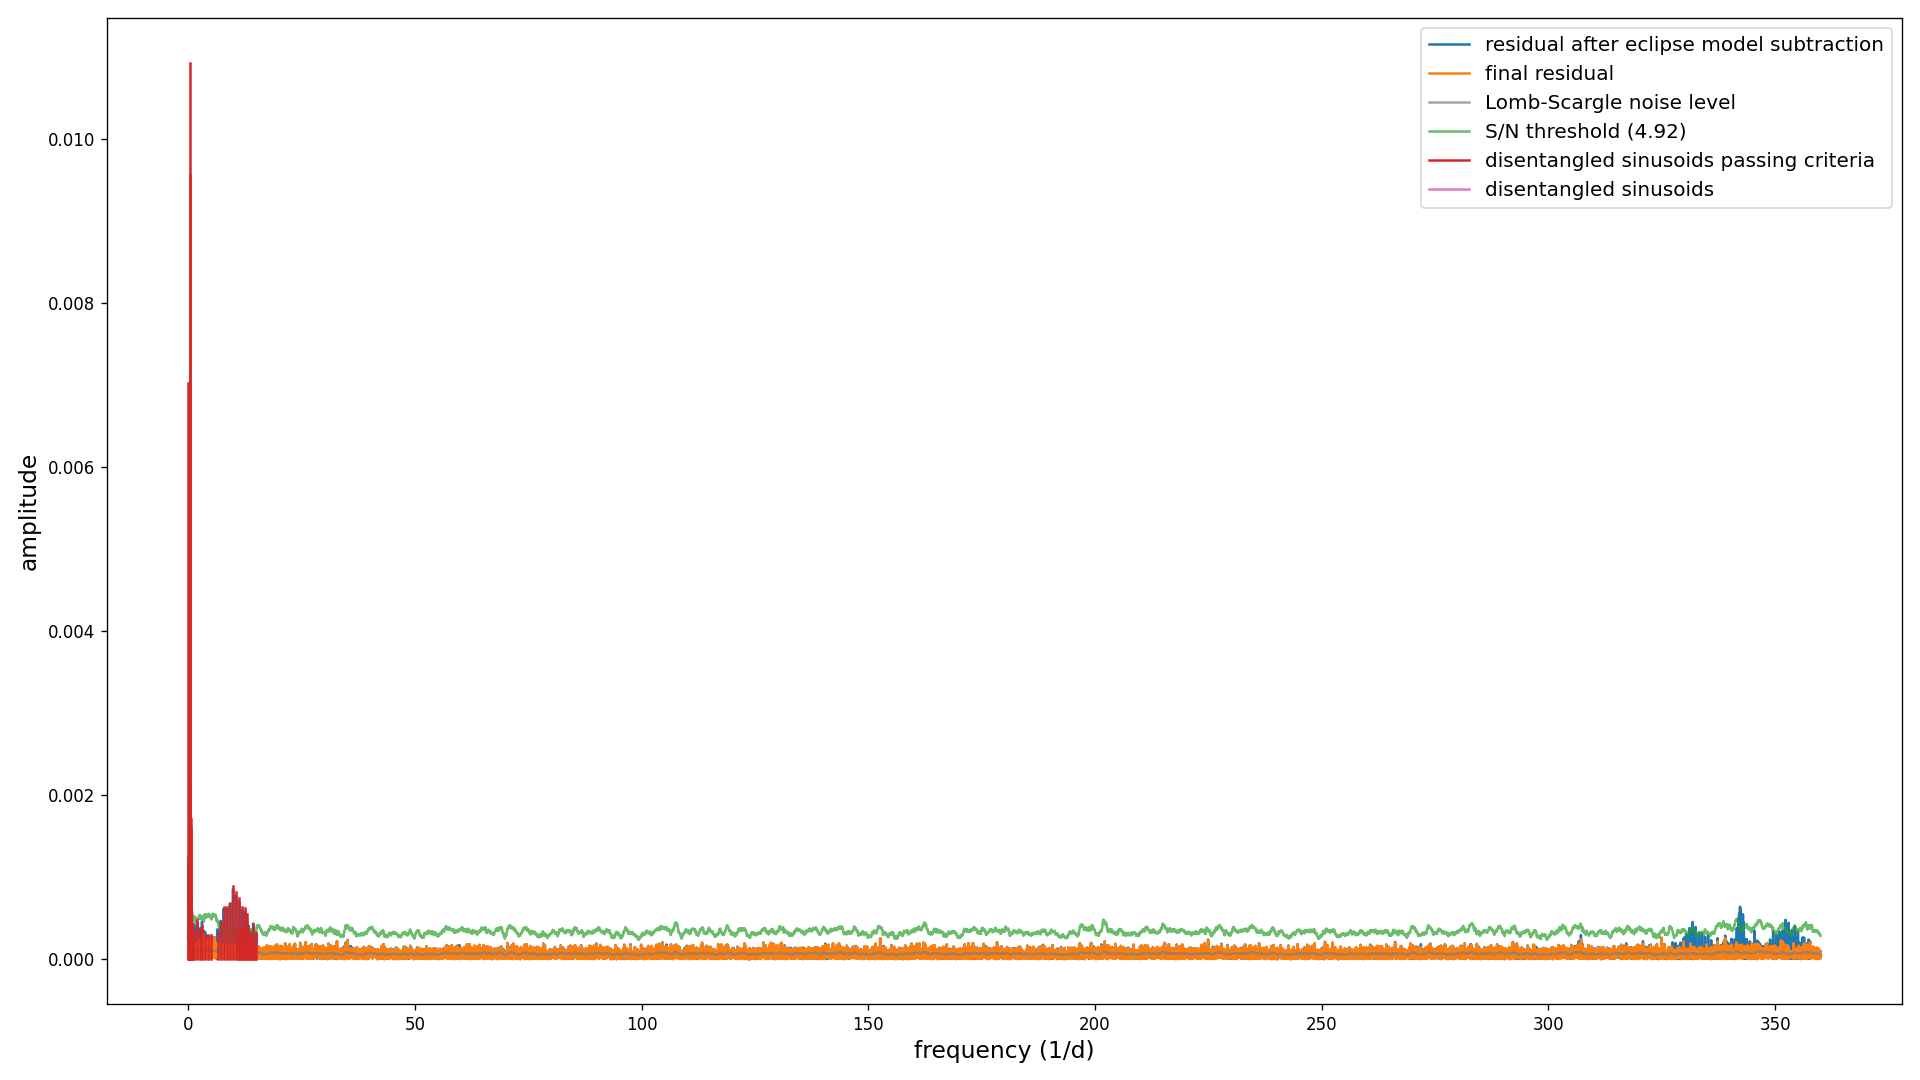 residual after eclipse model subtraction
final residual
Lomb-Scargle noise level
S/N threshold (4.92)
disentangled sinusoids passing criteria
disentangled sinusoids
amplitude
0.010
0.008
0.006
0.004
0.002
0.000
0 50 100 150 200 250 300 350
frequency (1/d)